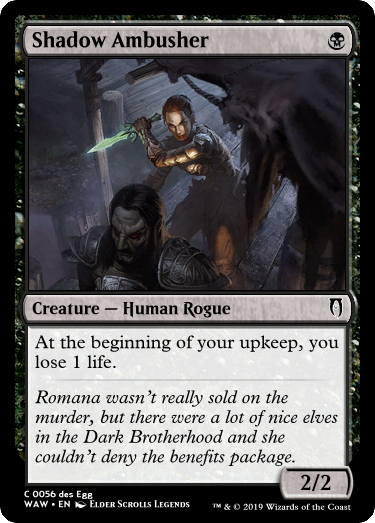 Shadow Ambusher
Creature — Human Rogue
At the beginning of your upkeep, you
lose 1 life.
Romana wasn't really sold on the
murder, but there were a lot of nice elves
in the Dark Brotherhood and she
couldn't deny the benefits package.
2/2
C 0056 des Egg
WAW • EN Elder Scrolls Legends
™ & © 2019 Wizards of the Coast